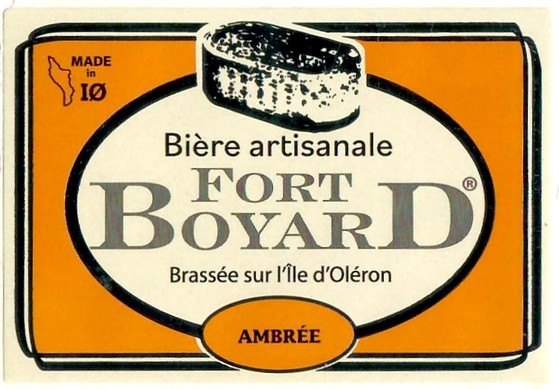 MADE
in
IØ
Bière artisanale
FORT
BOYARD®
Brassée sur l'Île d'Oléron
AMBRÉE